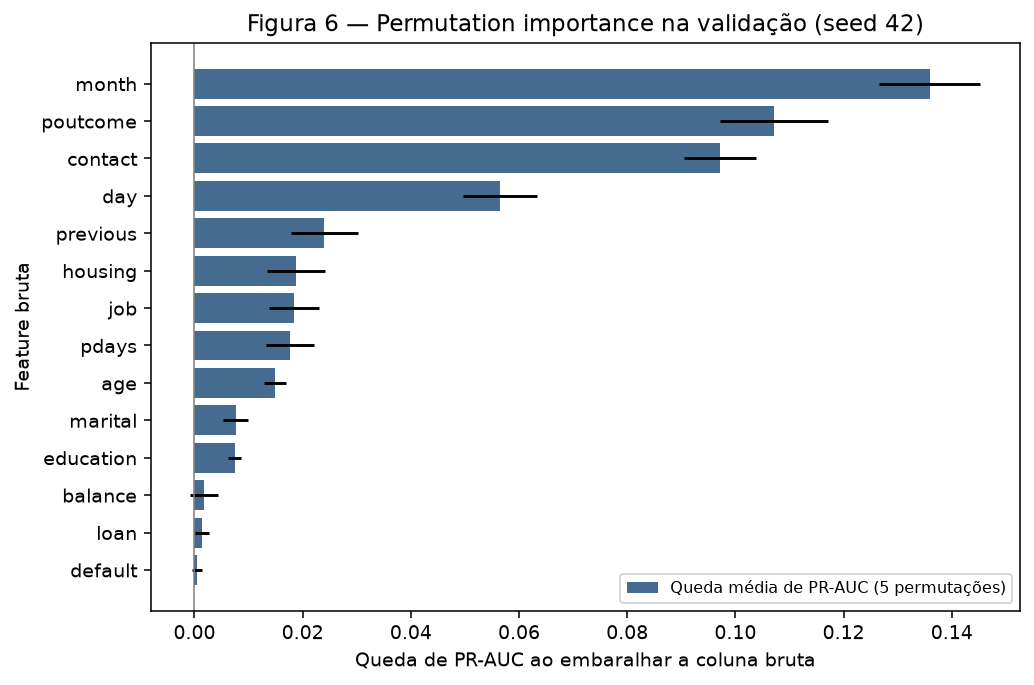 Figura 6 — Permutation importance na validação (seed 42)
Feature bruta
month
poutcome
contact
day
previous
housing
job
pdays
age
marital
education
balance
loan
default
Queda média de PR-AUC (5 permutações)
0.00 0.02 0.04 0.06 0.08 0.10 0.12 0.14
Queda de PR-AUC ao embaralhar a coluna bruta